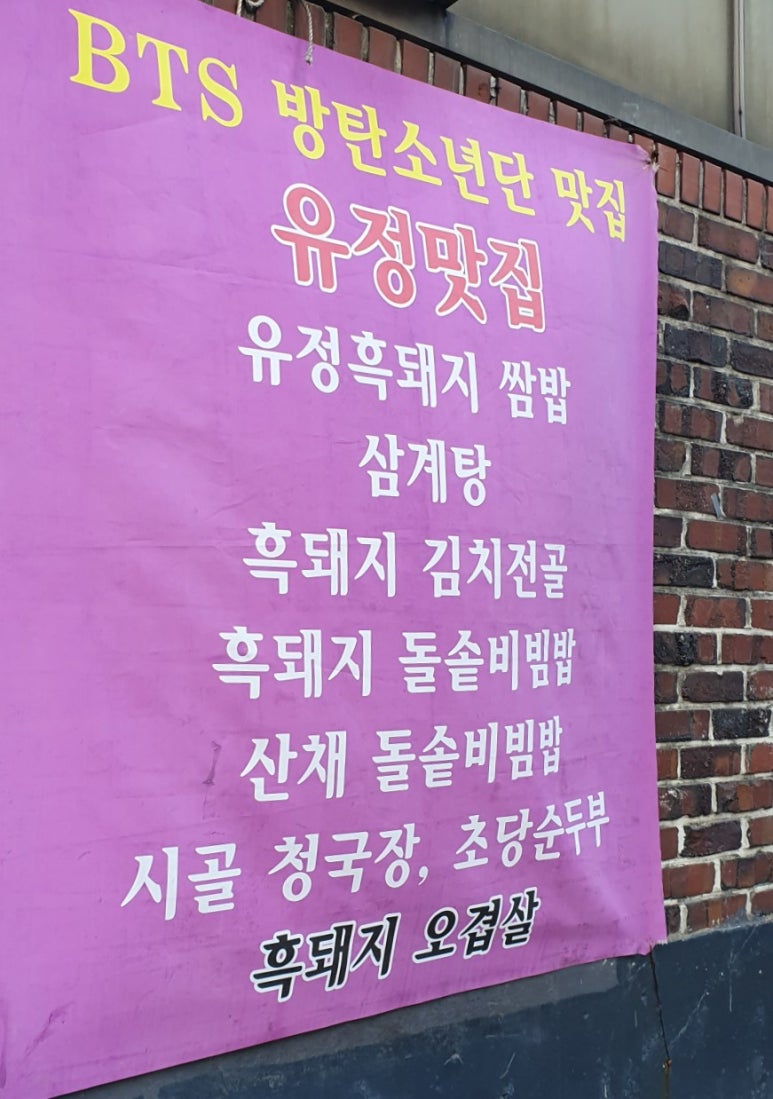 BTS 방탄소년단 맛집
유정맛집
유정흑돼지 쌈밥
삼계탕
흑돼지 김치전골
흑돼지 돌솥비빔밥
산채 돌솥비빔밥
시골 청국장, 초당순두부
흑돼지 오겹살